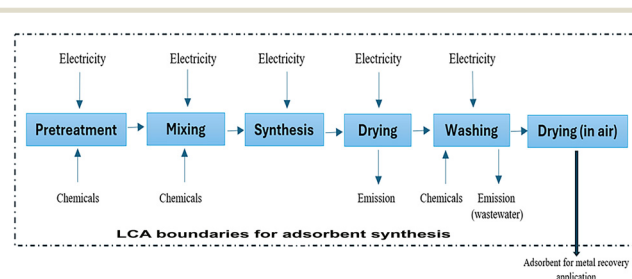 Electricity Electricity Electricity Electricity Electricity
Pretreatment Mixing Synthesis Drying Washing Drying (in air)
Chemicals Chemicals Emission Chemicals Emission
(wastewater)
LCA boundaries for adsorbent synthesis
Adsorbent for metal recovery
application